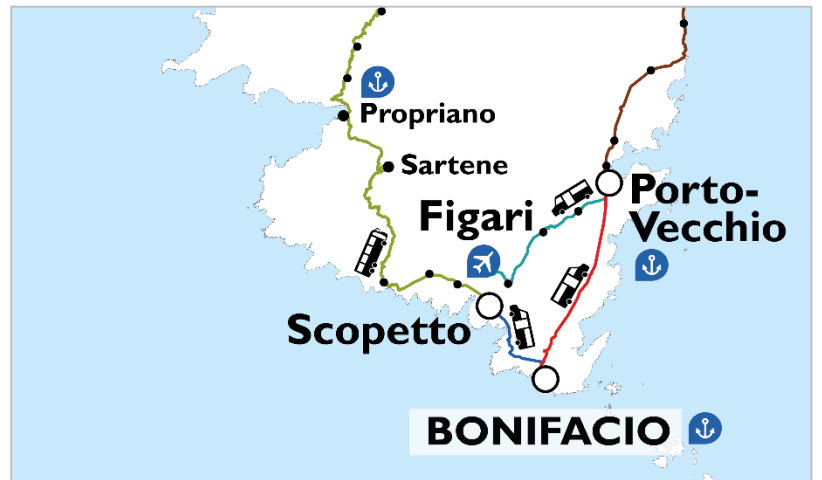 Propriano
Sartene
Figari
Porto-
Vecchio
Scopetto
BONIFACIO